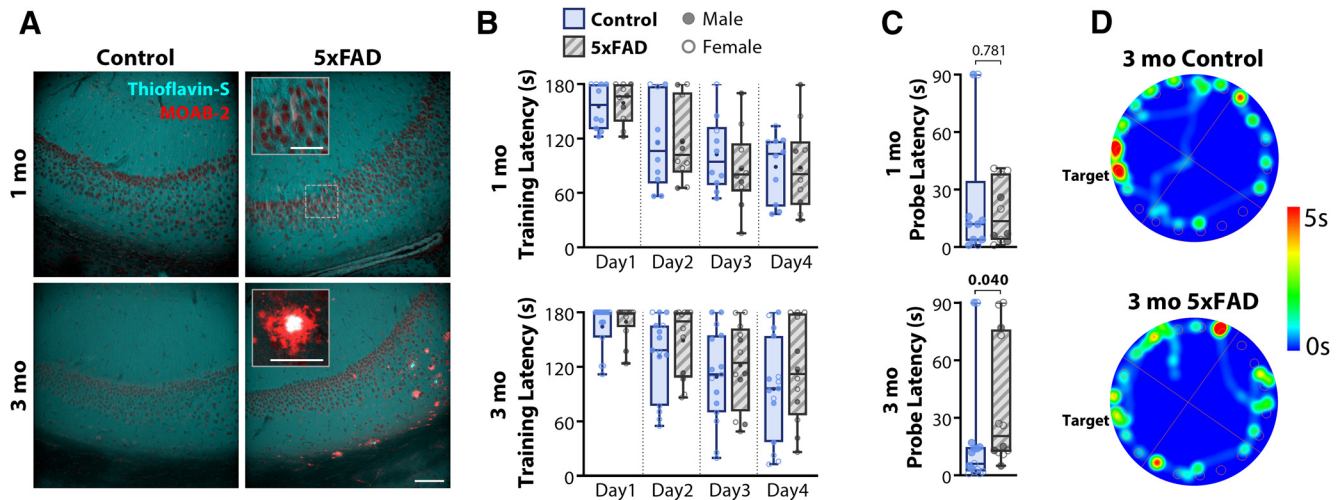 A
Control
5xFAD
Thioflavin-S
MOAB-2
1 mo
3 mo
B
Control
Male
5xFAD
Female
1 mo
Training Latency (s)
180
120
60
0
Day1
Day2
Day3
Day4
3 mo
Training Latency (s)
180
120
60
0
Day1
Day2
Day3
Day4
C
0.781
1 mo
Probe Latency (s)
90
60
30
0
0.040
3 mo
Probe Latency (s)
90
60
30
0
D
3 mo Control
Target
3 mo 5xFAD
Target
5s
0s